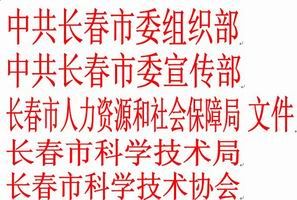 中共长春市委组织部
中共长春市委宣传部
长春市人力资源和社会保障局 文件
长春市科学技术局
长春市科学技术协会